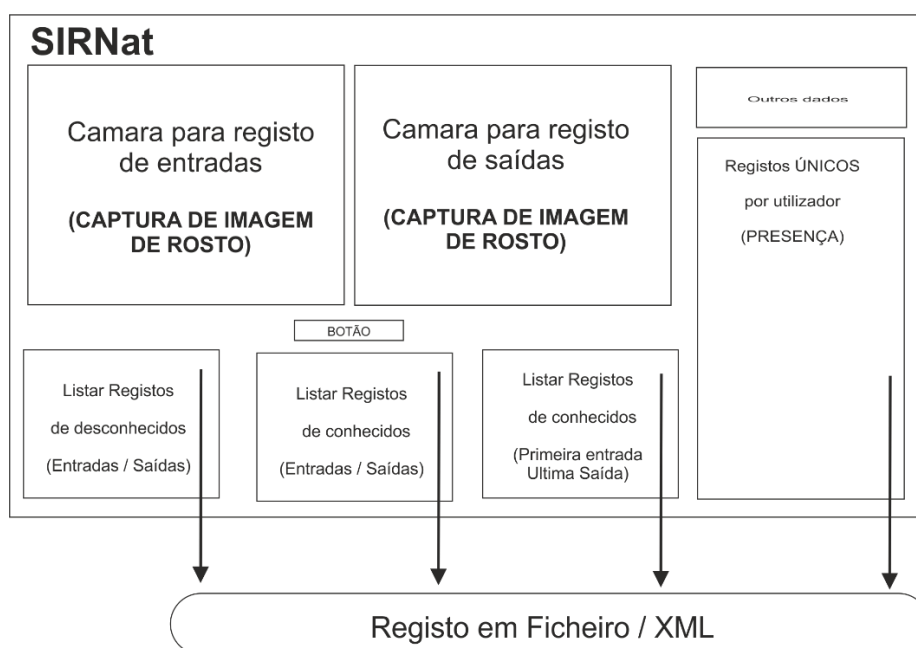 SIRNat
Camara para registo
de entradas
(CAPTURA DE IMAGEM
DE ROSTO)
Camara para registo
de saídas
(CAPTURA DE IMAGEM
DE ROSTO)
Outros dados
Registos ÚNICOS
por utilizador
(PRESENÇA)
BOTÃO
Listar Registos
de desconhecidos
(Entradas / Saídas)
Listar Registos
de conhecidos
(Entradas / Saídas)
Listar Registos
de conhecidos
(Primeira entrada
Ultima Saída)
Registo em Ficheiro / XML